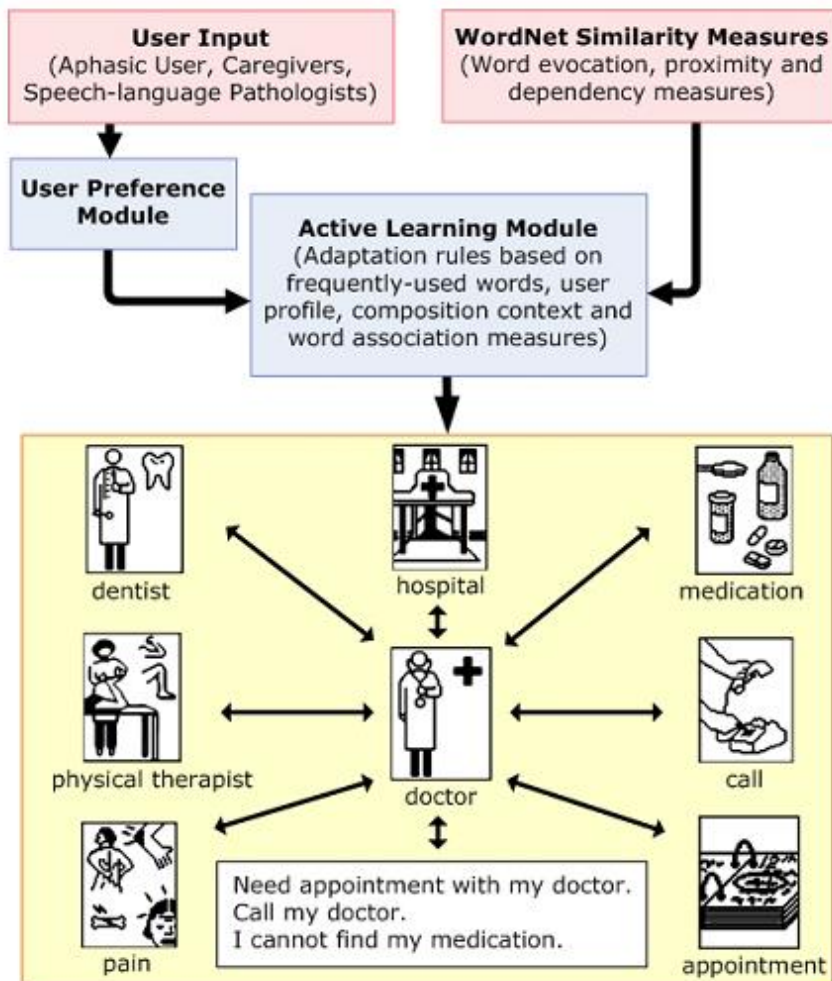 User Input
(Aphasic User, Caregivers,
Speech-language Pathologists)
WordNet Similarity Measures
(Word evocation, proximity and
dependency measures)
User Preference
Module
Active Learning Module
(Adaptation rules based on
frequently-used words, user
profile, composition context and
word association measures)
dentist
hospital
medication
physical therapist
doctor
call
pain
Need appointment with my doctor.
Call my doctor.
I cannot find my medication.
appointment